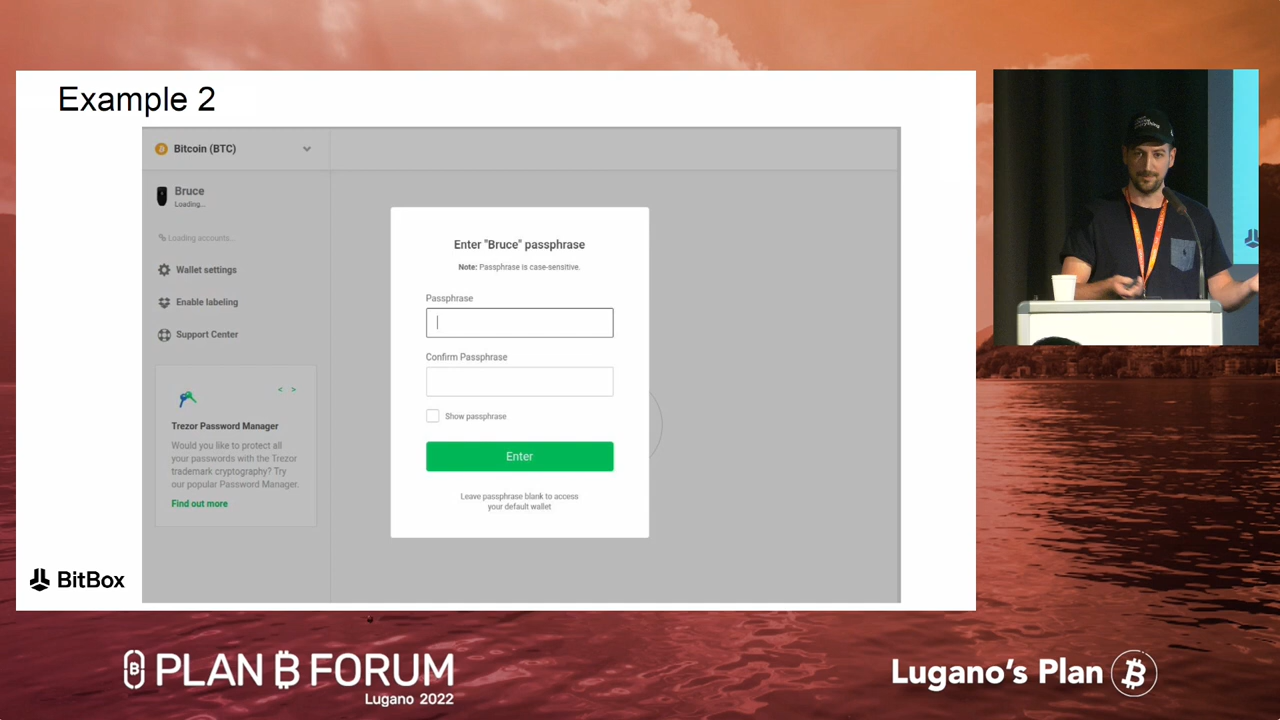 Example 2
Bitcoin (BTC)
Bruce
Loading...
Loading accounts...
Wallet settings
Enable labeling
Support Center
< >
Trezor Password Manager
Would you like to protect all
your passwords with the Trezor
trademark cryptography? Try
our popular Password Manager.
Find out more
Enter "Bruce" passphrase
Note: Passphrase is case-sensitive.
Passphrase
Confirm Passphrase
Show passphrase
Enter
Leave passphrase blank to access
your default wallet
BitBox
PLAN ₿ FORUM
Lugano 2022
Lugano's Plan ₿